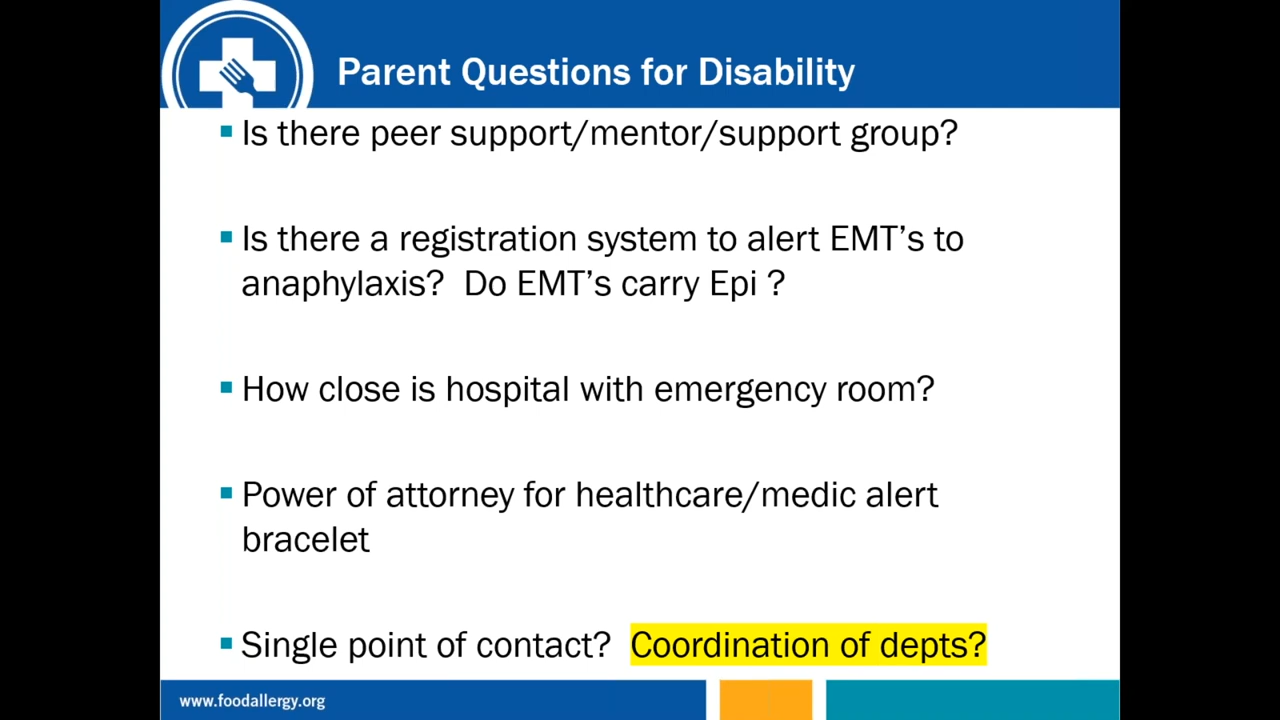 Parent Questions for Disability
Is there peer support/mentor/support group?
Is there a registration system to alert EMT’s to
anaphylaxis?  Do EMT’s carry Epi ?
How close is hospital with emergency room?
Power of attorney for healthcare/medic alert
bracelet
Single point of contact?  Coordination of depts?
www.foodallergy.org